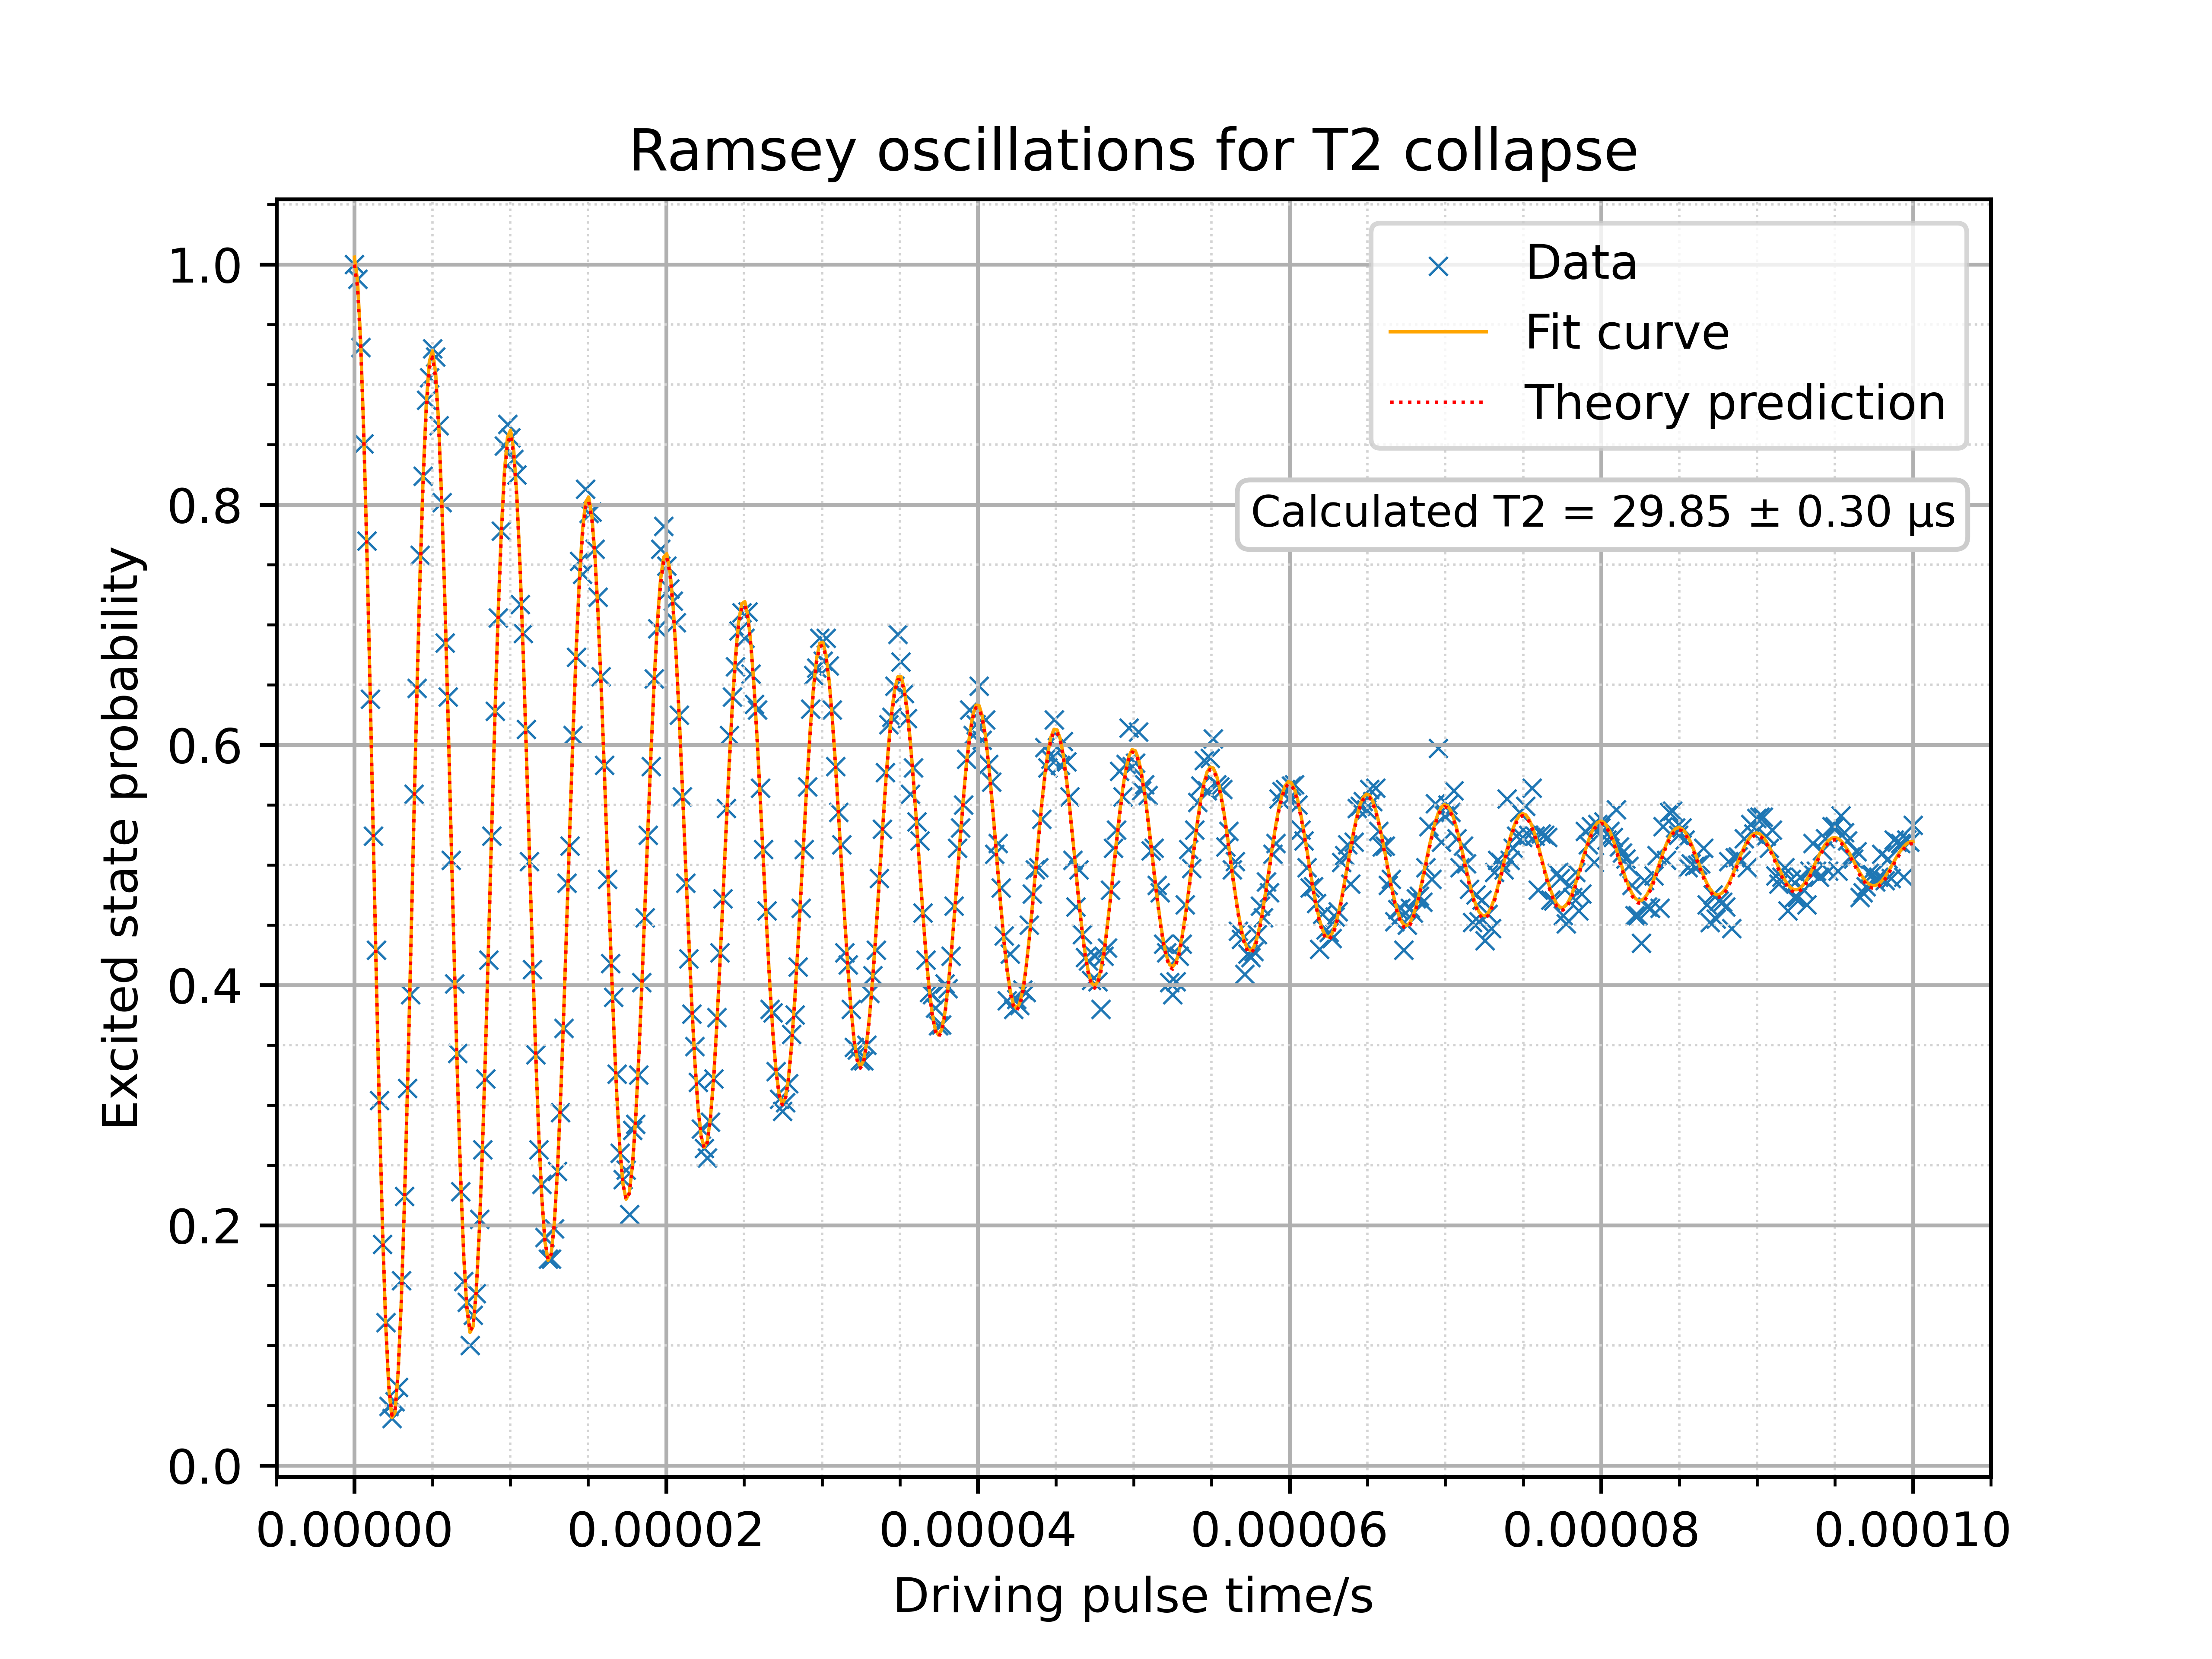 Ramsey oscillations for T2 collapse
Data
Fit curve
Theory prediction
Calculated T2 = 29.85 ± 0.30 µs
Excited state probability
1.0
0.8
0.6
0.4
0.2
0.0
0.00000 0.00002 0.00004 0.00006 0.00008 0.00010
Driving pulse time/s